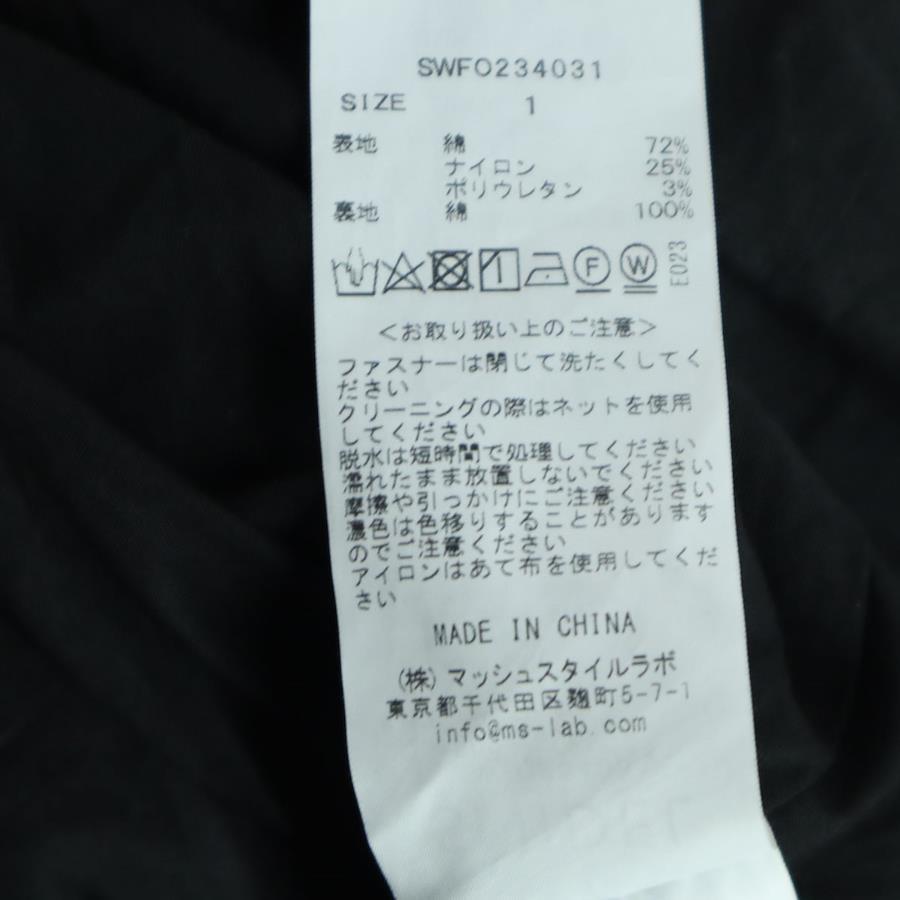 SWFO234031
SIZE 1
表地 綿 72%
ナイロン 25%
ポリウレタン 3%
裏地 綿 100%
F W E023
<お取り扱い上のご注意>
ファスナーは閉じて洗たくしてく
ださい
クリーニングの際はネットを使用
してください
脱水は短時間で処理してください
濡れたまま放置しないでください
摩擦や引っかけにご注意ください
濃色は色移りすることがあります
のでご注意ください
アイロンはあて布を使用してくだ
さい
MADE IN CHINA
(株)マッシュスタイルラボ
東京都千代田区麹町5-7-1
info@ms-lab.com